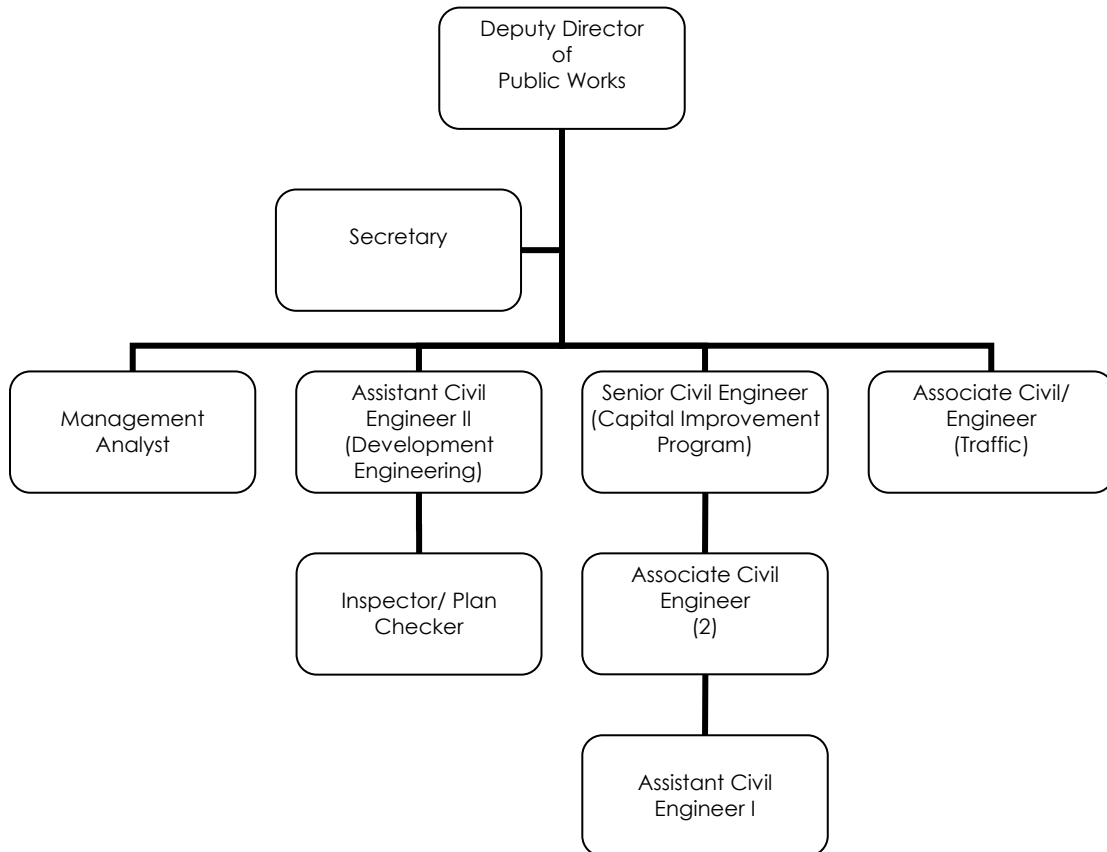 Deputy Director
of
Public Works
Secretary
Management
Analyst
Assistant Civil
Engineer II
(Development
Engineering)
Senior Civil Engineer
(Capital Improvement
Program)
Associate Civil/
Engineer
(Traffic)
Inspector/ Plan
Checker
Associate Civil
Engineer
(2)
Assistant Civil
Engineer I